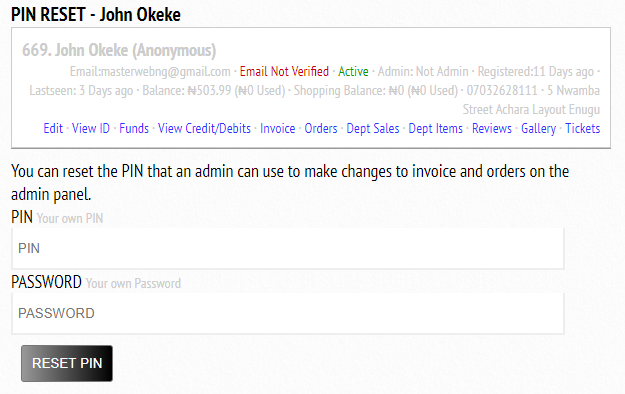 PIN RESET - John Okeke
669. John Okeke (Anonymous)
Email:masterwebng@gmail.com · Email Not Verified · Active · Admin: Not Admin · Registered:11 Days ago ·
Lastseen: 3 Days ago · Balance: ₦503.99 (₦0 Used) · Shopping Balance: ₦0 (₦0 Used) · 07032628111 · 5 Nwamba
Street Achara Layout Enugu
Edit · View ID · Funds · View Credit/Debits · Invoice · Orders · Dept Sales · Dept Items · Reviews · Gallery · Tickets
You can reset the PIN that an admin can use to make changes to invoice and orders on the
admin panel.
PIN Your own PIN
PIN
PASSWORD Your own Password
PASSWORD
RESET PIN